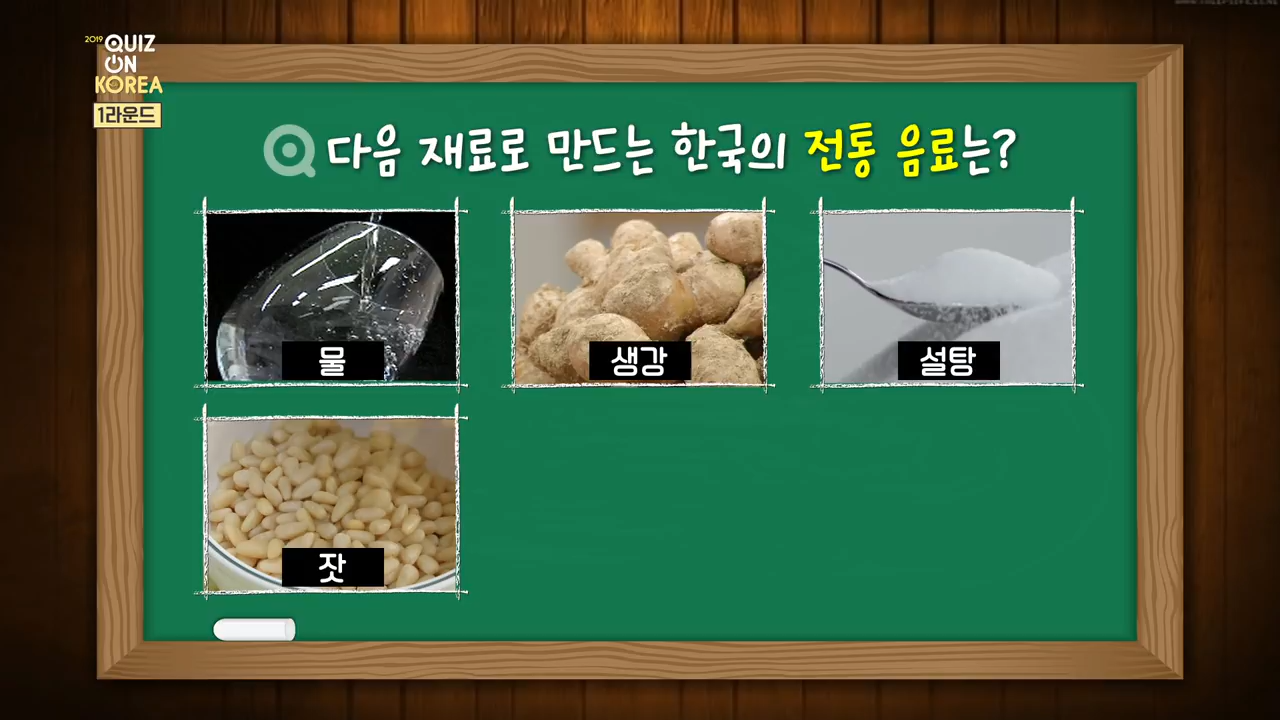 2019 QUIZ
ON
KOREA
1라운드
다음 재료로 만드는 한국의 전통 음료는?
물
생강
설탕
잣